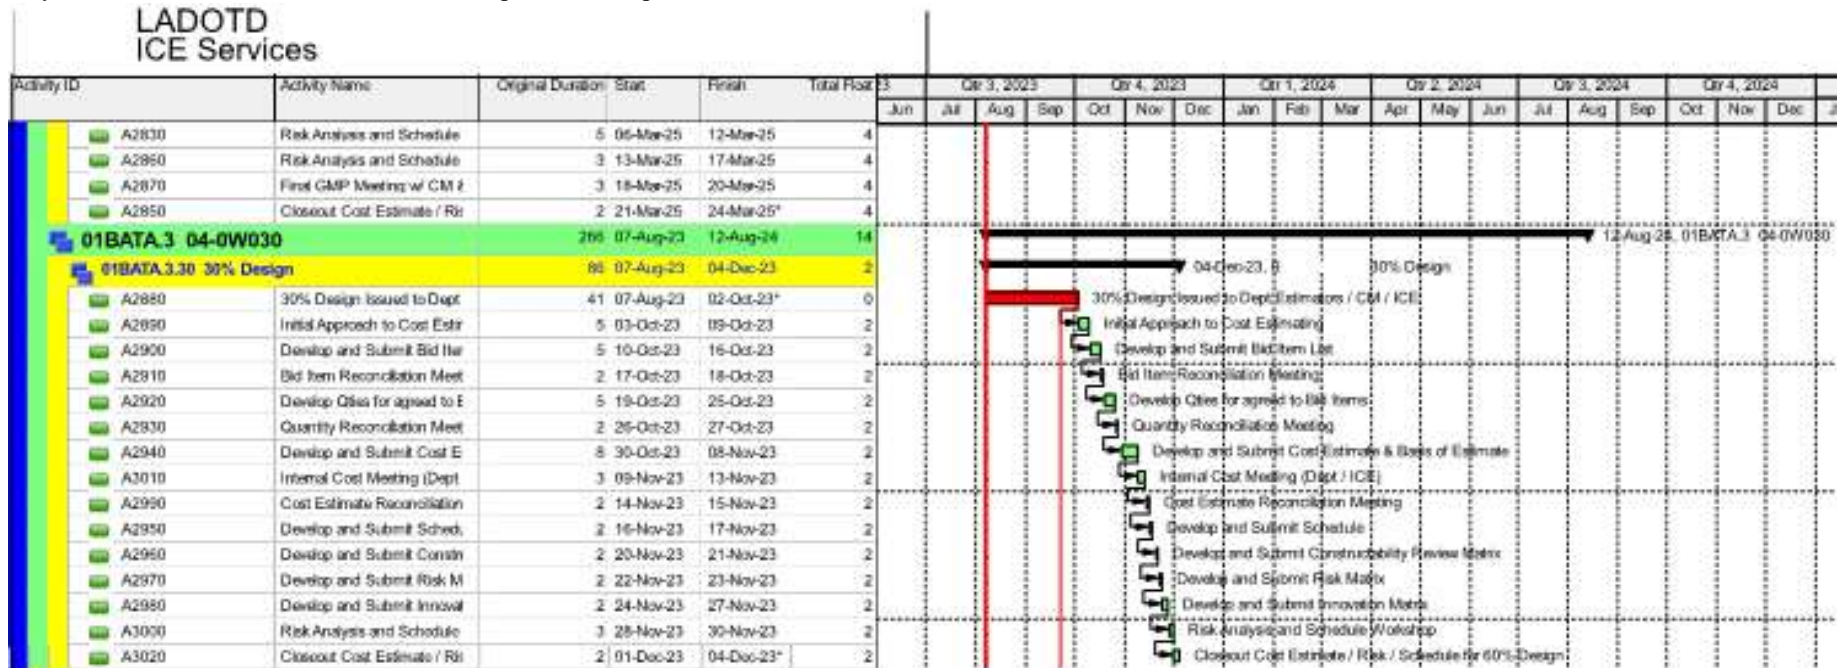 LADOTD
ICE Services
Activity ID Activity Name Original Duration Start Finish Total Float 23 Qtr 3, 2023 Qtr 4, 2023 Qtr 1, 2024 Qtr 2, 2024 Qtr 3, 2024 Qtr 4, 2024
Jun Jul Aug Sep Oct Nov Dec Jan Feb Mar Apr May Jun Jul Aug Sep Oct Nov Dec J
A2830 Risk Analysis and Schedule 5 06-Mar-25 12-Mar-25 4
A2860 Risk Analysis and Schedule 3 13-Mar-25 17-Mar-25 4
A2870 Final GMP Meeting w/ CM & 3 18-Mar-25 20-Mar-25 4
A2850 Closeout Cost Estimate / Ris 2 21-Mar-25 24-Mar-25* 4
01BATA.3 04-0W030 266 07-Aug-23 12-Aug-24 14 12-Aug-24, 01BATA.3 04-0W030
01BATA.3.30 30% Design 86 07-Aug-23 04-Dec-23 2 04-Dec-23, 30% Design
A2880 30% Design Issued to Dept 41 07-Aug-23 02-Oct-23* 0 30% Design Issued to Dept Estimators / CM / ICE
A2890 Initial Approach to Cost Estir 5 03-Oct-23 09-Oct-23 2 Initial Approach to Cost Estimating
A2900 Develop and Submit Bid Iter 5 10-Oct-23 16-Oct-23 2 Develop and Submit Bid Item List
A2910 Bid Item Reconciliation Meet 2 17-Oct-23 18-Oct-23 2 Bid Item Reconciliation Meeting
A2920 Develop Qties for agreed to E 5 19-Oct-23 25-Oct-23 2 Develop Qties for agreed to Bid Items
A2930 Quantity Reconciliation Meet 2 26-Oct-23 27-Oct-23 2 Quantity Reconciliation Meeting
A2940 Develop and Submit Cost E 8 30-Oct-23 08-Nov-23 2 Develop and Submit Cost Estimate & Basis of Estimate
A3010 Internal Cost Meeting (Dept 3 09-Nov-23 13-Nov-23 2 Internal Cost Meeting (Dept / ICE)
A2990 Cost Estimate Reconciliation 2 14-Nov-23 15-Nov-23 2 Cost Estimate Reconciliation Meeting
A2950 Develop and Submit Schedu 2 16-Nov-23 17-Nov-23 2 Develop and Submit Schedule
A2960 Develop and Submit Constr 2 20-Nov-23 21-Nov-23 2 Develop and Submit Constructability Review Matrix
A2970 Develop and Submit Risk M 2 22-Nov-23 23-Nov-23 2 Develop and Submit Risk Matrix
A2980 Develop and Submit Innovat 2 24-Nov-23 27-Nov-23 2 Develop and Submit Innovation Matrix
A3000 Risk Analysis and Schedule 3 28-Nov-23 30-Nov-23 2 Risk Analysis and Schedule Workshop
A3020 Closeout Cost Estimate / Ris 2 01-Dec-23 04-Dec-23* 2 Closeout Cost Estimate / Risk / Schedule for 60% Design